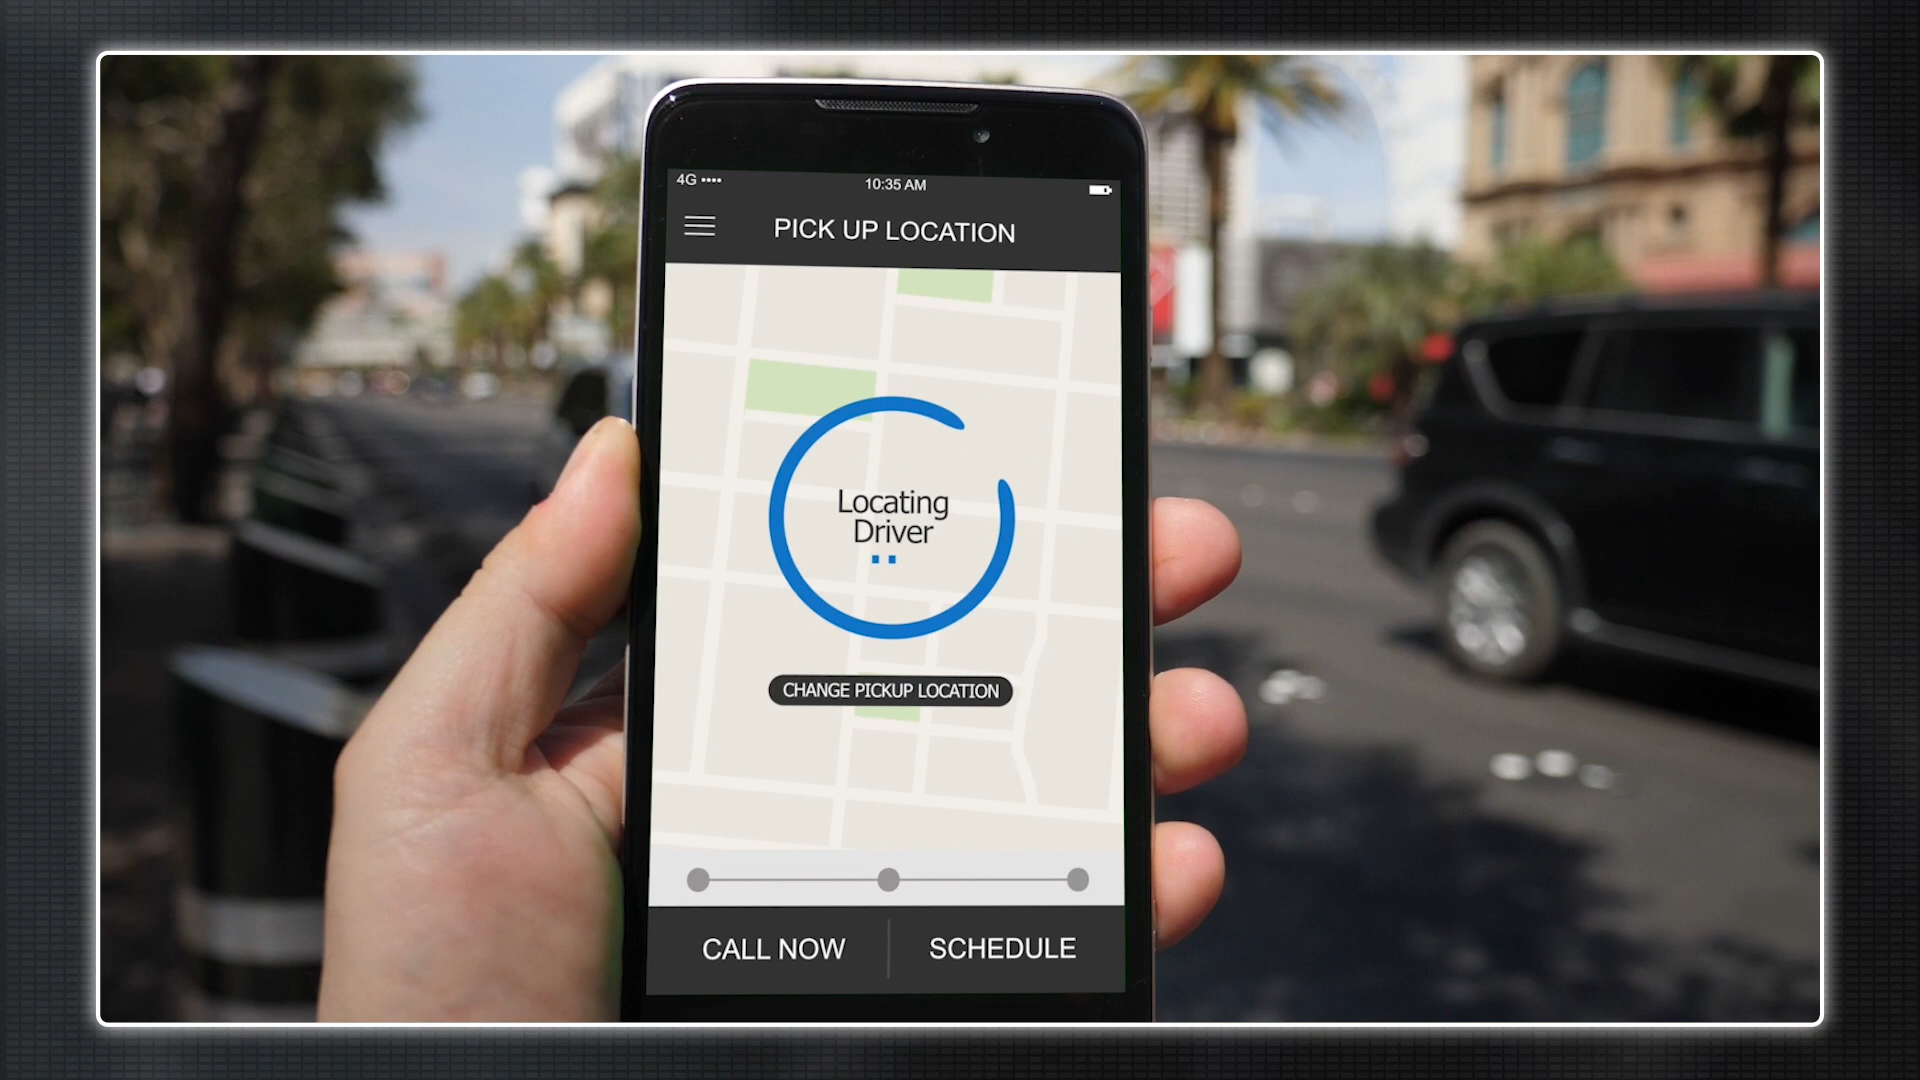 4G
10:35 AM
PICK UP LOCATION
Locating
Driver
CHANGE PICKUP LOCATION
CALL NOW
SCHEDULE